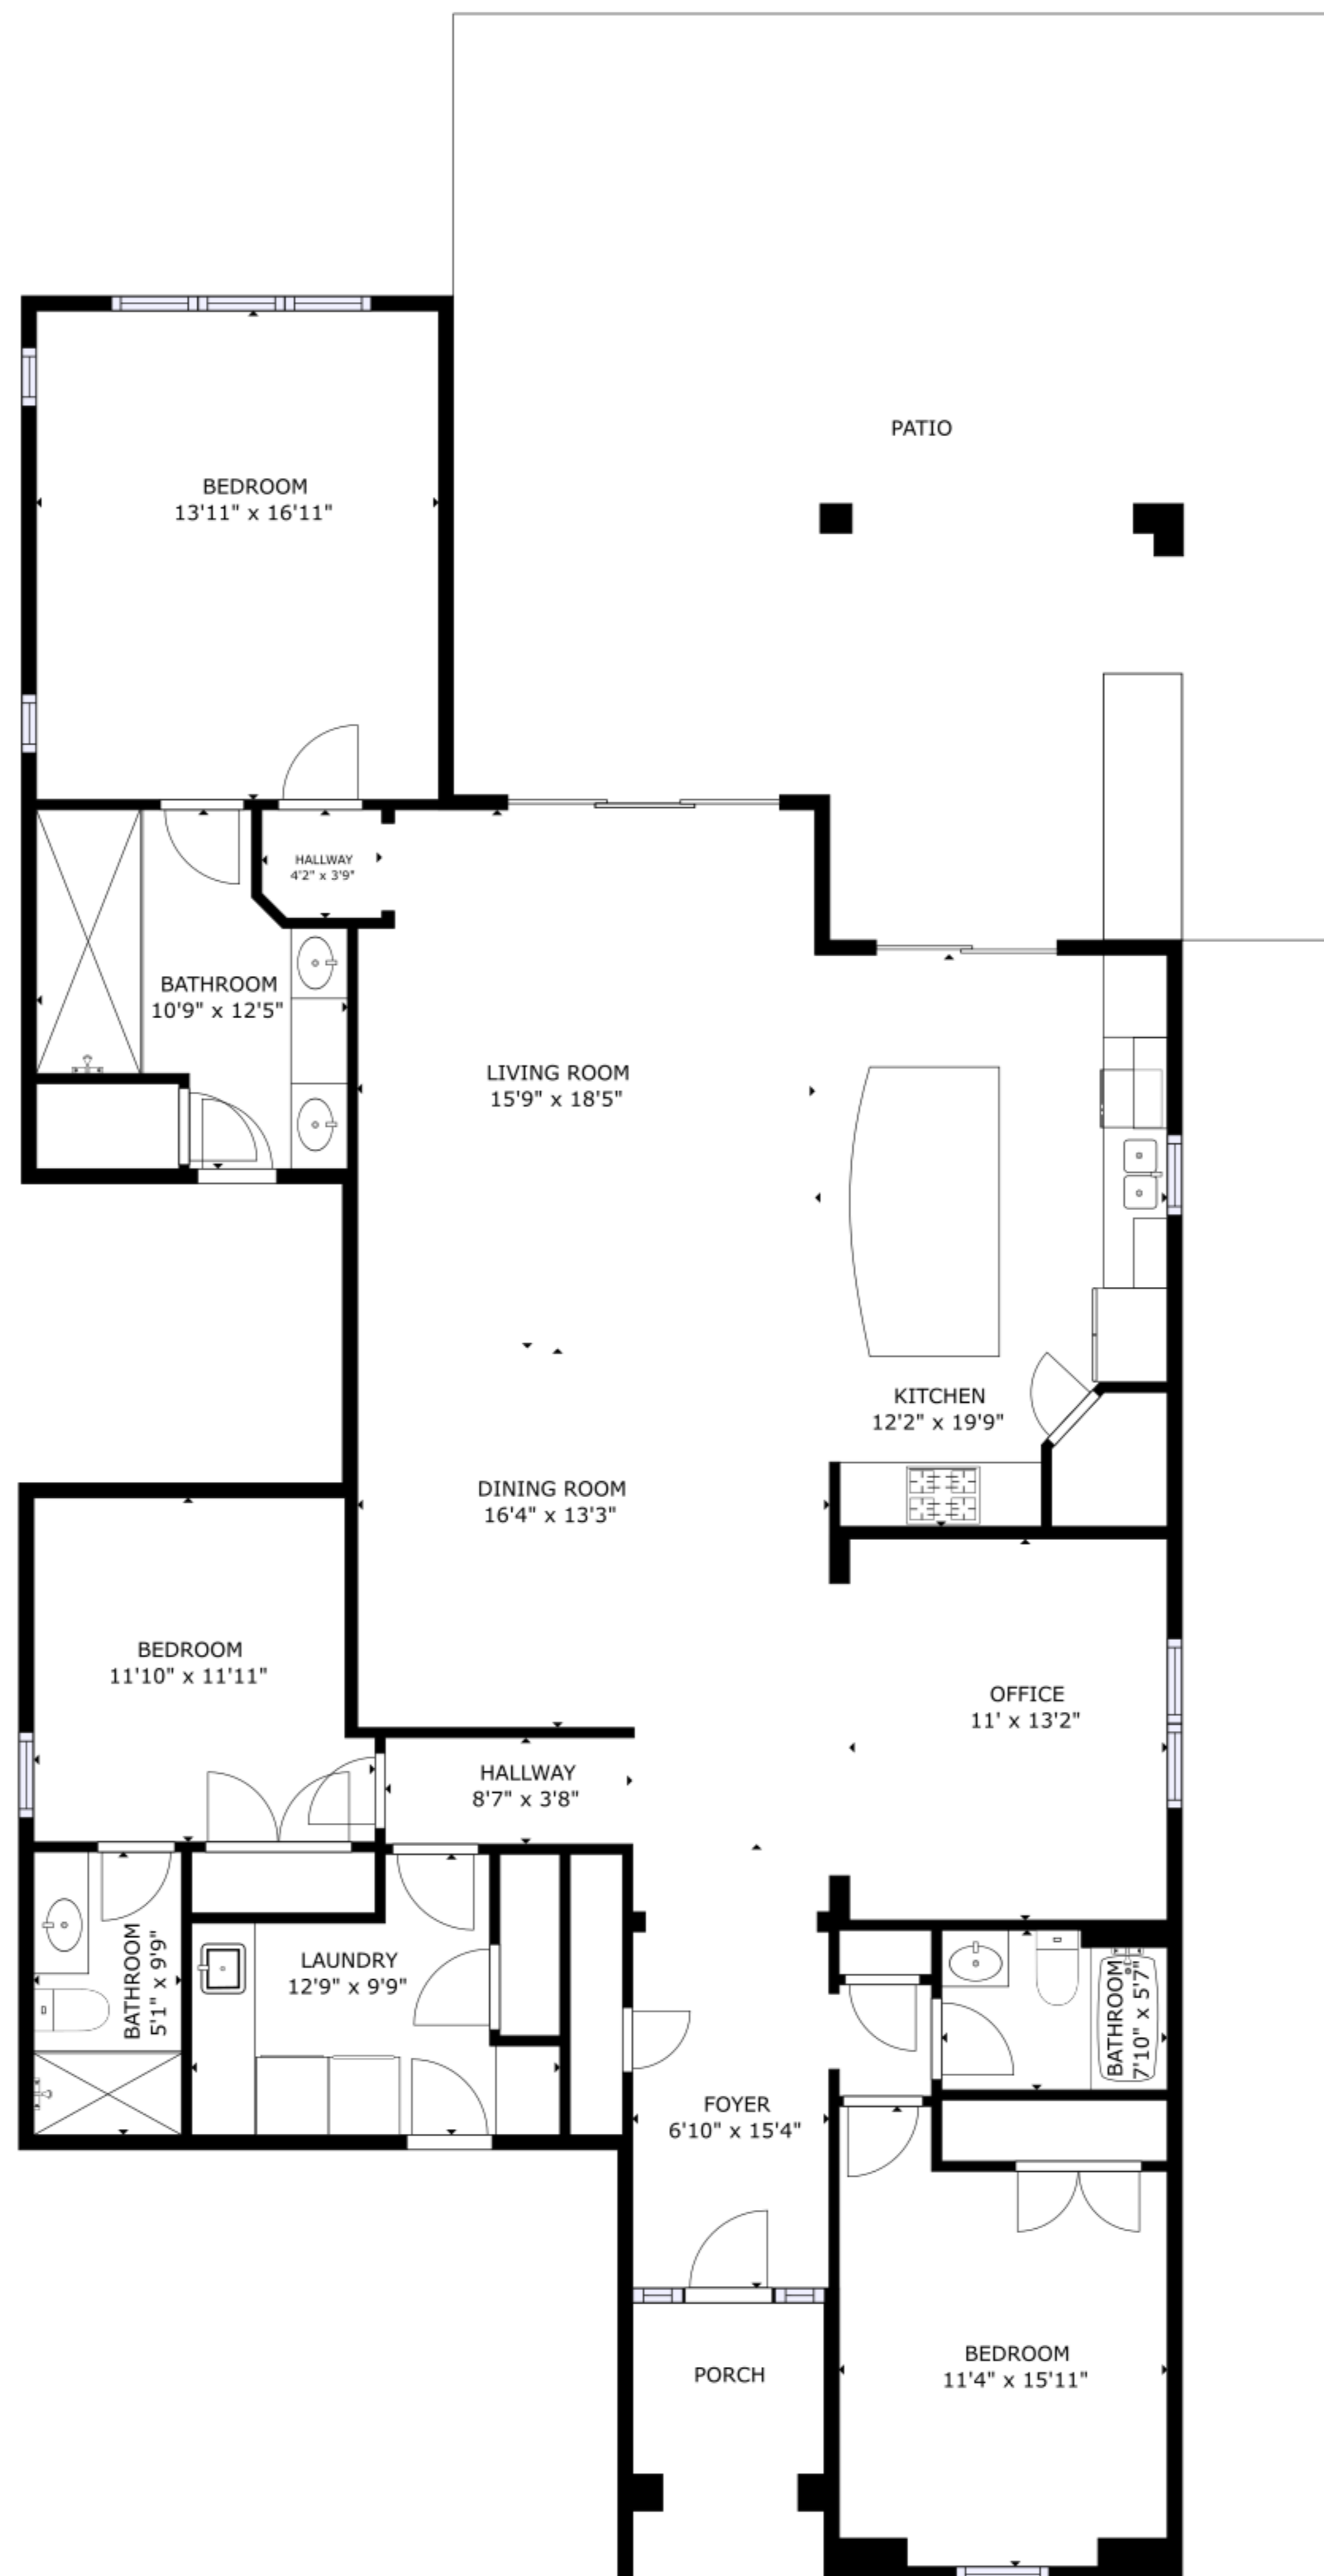 PATIO
BEDROOM
13'11" x 16'11"
HALLWAY
4'2" x 3'9"
BATHROOM
10'9" x 12'5"
LIVING ROOM
15'9" x 18'5"
KITCHEN
12'2" x 19'9"
DINING ROOM
16'4" x 13'3"
BEDROOM
11'10" x 11'11"
OFFICE
11' x 13'2"
HALLWAY
8'7" x 3'8"
BATHROOM
5'1" x 9'9"
LAUNDRY
12'9" x 9'9"
BATHROOM
7'10" x 5'7"
FOYER
6'10" x 15'4"
BEDROOM
11'4" x 15'11"
PORCH